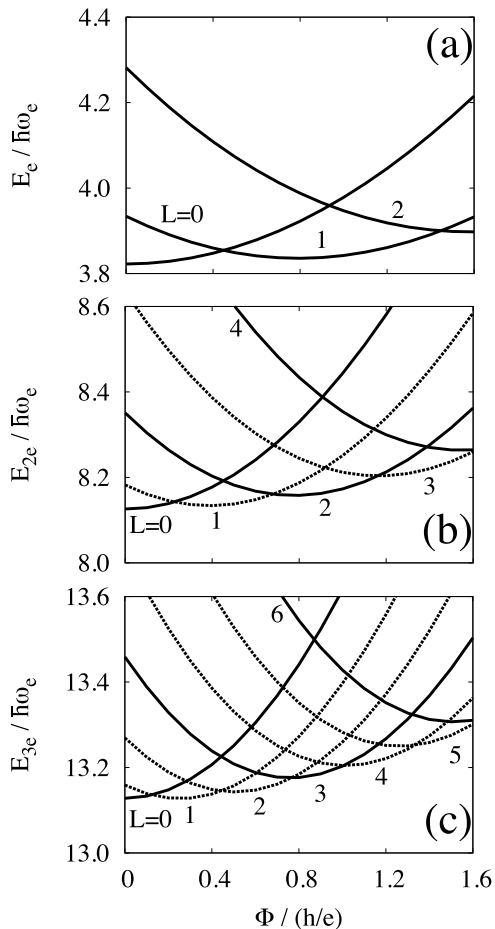 4.4
(a)
4.2
E_e / ħω_e
4.0
L=0
2
1
3.8
8.6
4
8.4
E_2e / ħω_e
8.2
3
L=0
1
2
(b)
8.0
13.6
6
13.4
E_3e / ħω_e
13.2
5
4
3
2
1
L=0
(c)
13.0
0 0.4 0.8 1.2 1.6
Φ / (h/e)